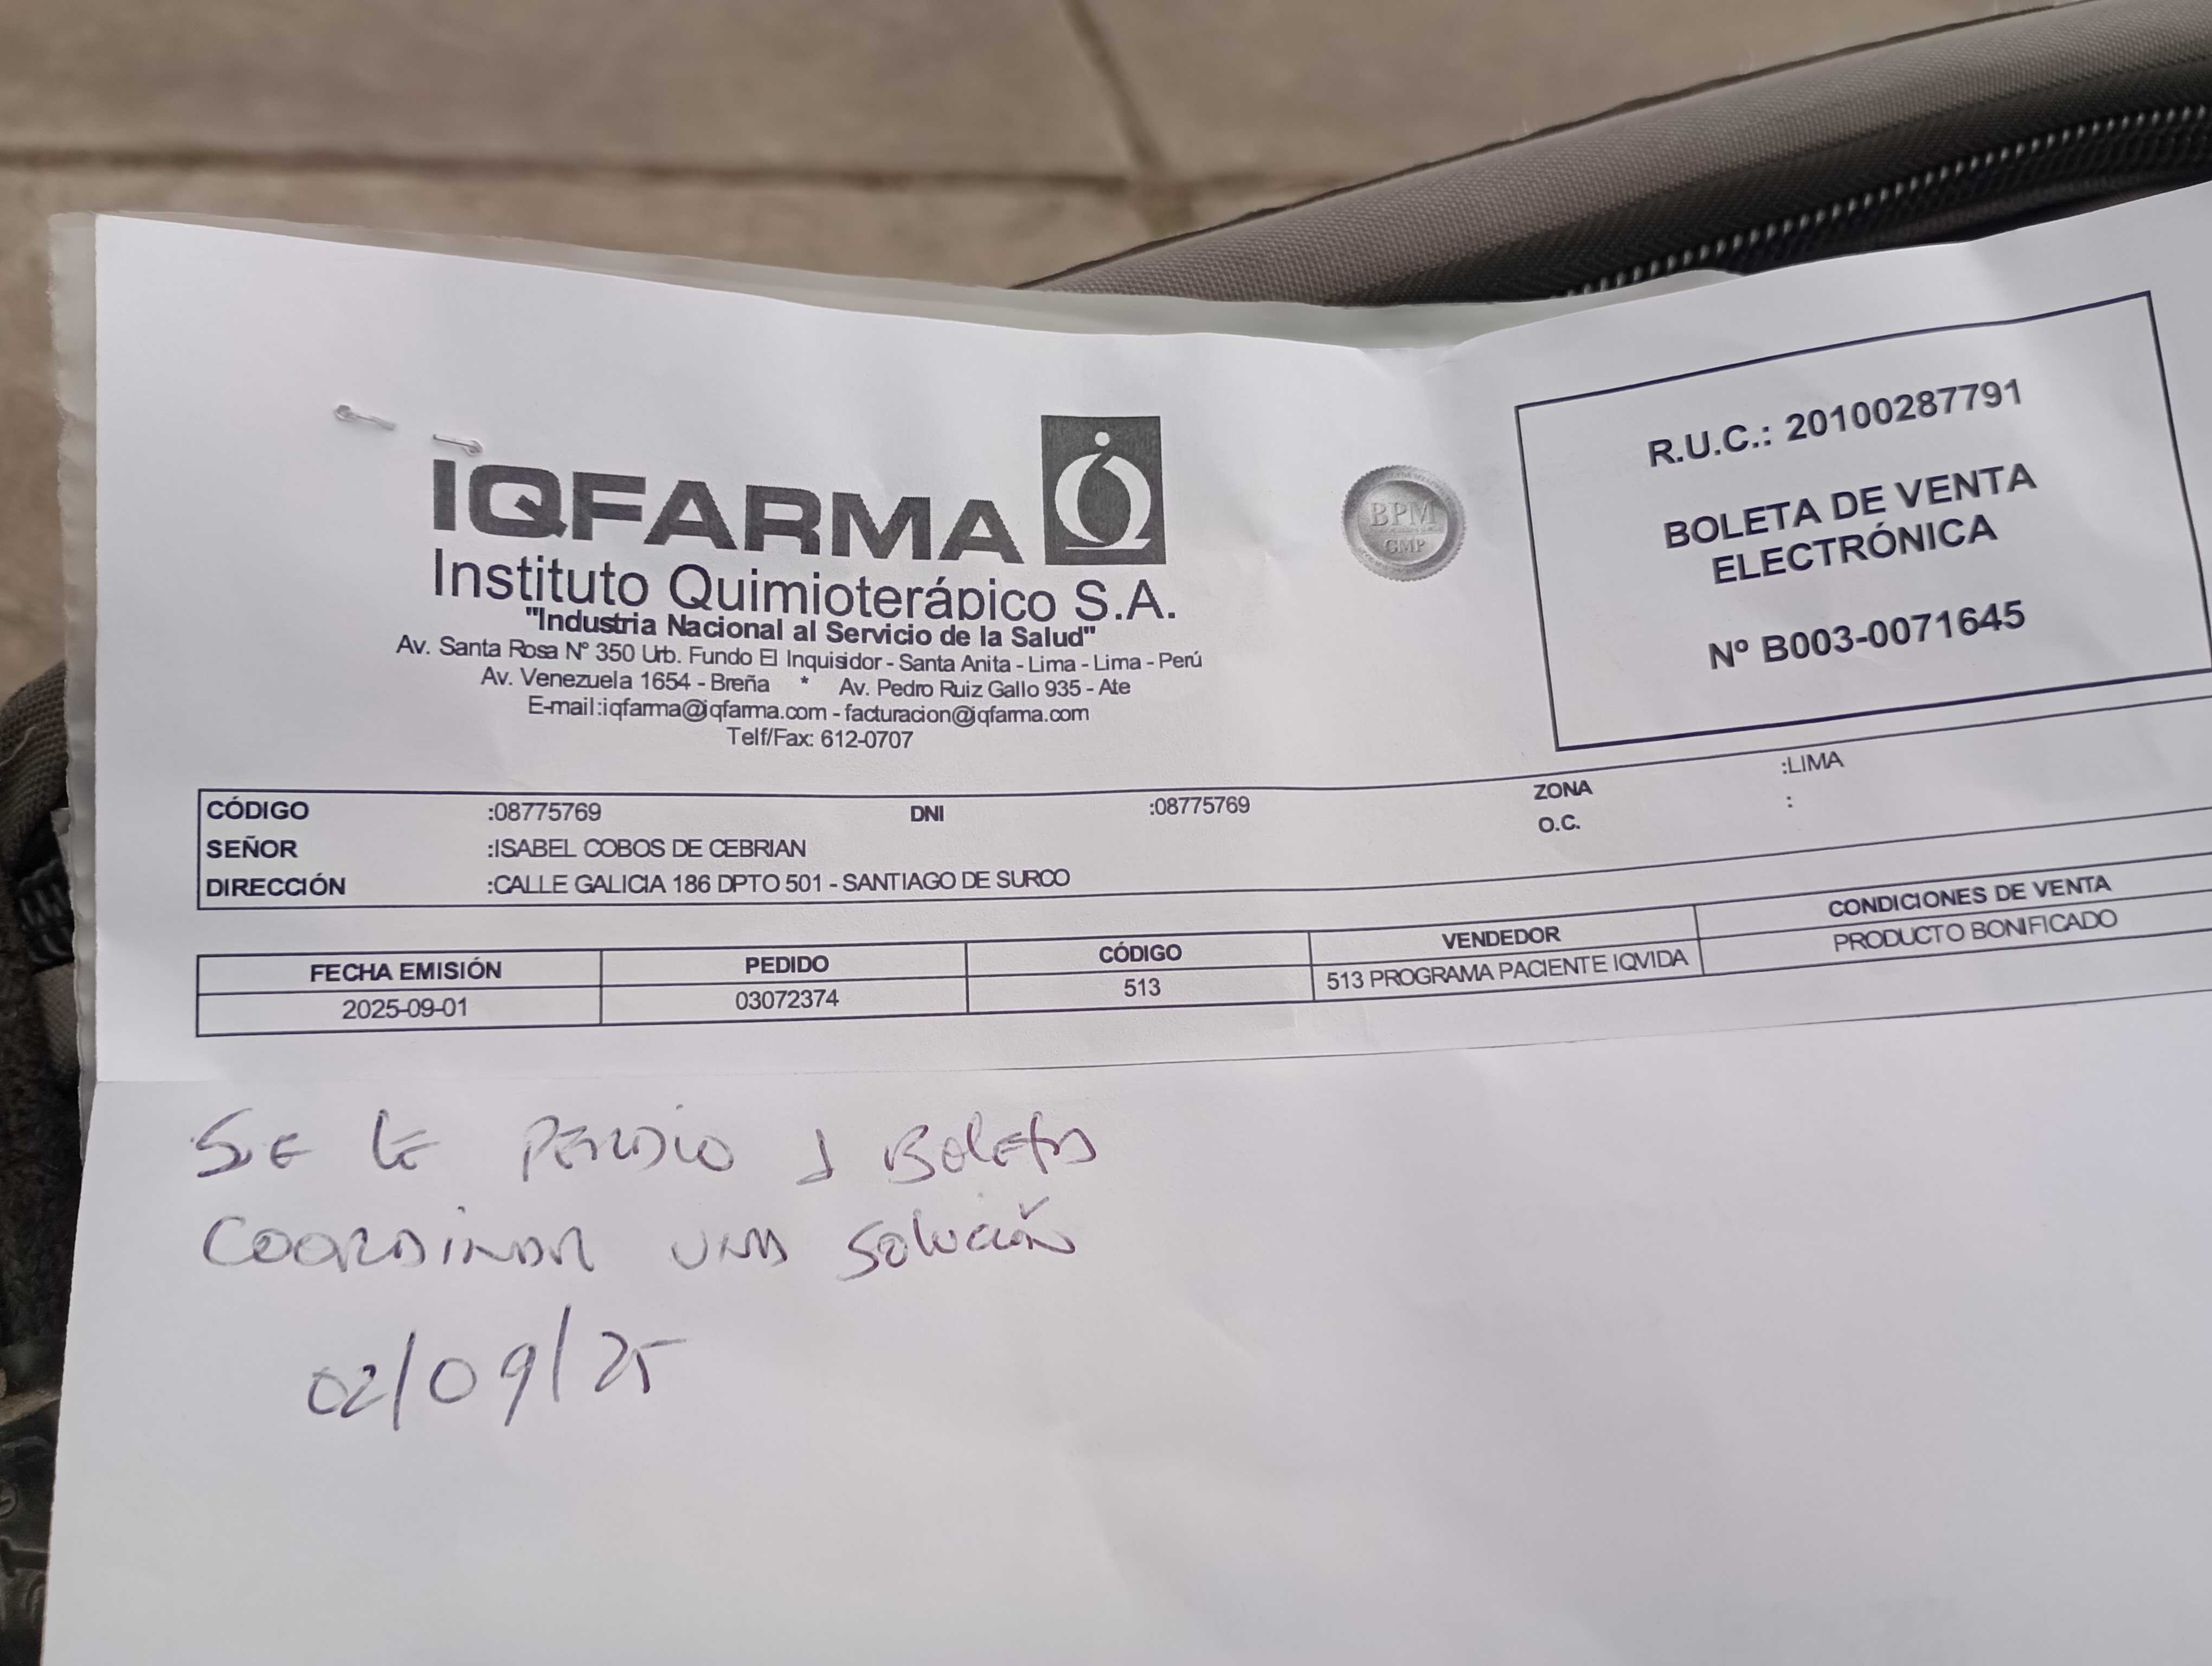 IQFARMA
Instituto Quimioterápico S.A.
"Industria Nacional al Servicio de la Salud"
Av. Santa Rosa Nº 350 Urb. Fundo El Inquisidor - Santa Anita - Lima - Lima - Perú
Av. Venezuela 1654 - Breña * Av. Pedro Ruiz Gallo 935 - Ate
E-mail:iqfarma@iqfarma.com - facturacion@iqfarma.com
Telf/Fax: 612-0707
BPM
GMP
R.U.C.: 20100287791
BOLETA DE VENTA
ELECTRÓNICA
Nº B003-0071645
CÓDIGO :08775769 DNI :08775769 ZONA :LIMA
SEÑOR :ISABEL COBOS DE CEBRIAN O.C. :
DIRECCIÓN :CALLE GALICIA 186 DPTO 501 - SANTIAGO DE SURCO
FECHA EMISIÓN PEDIDO CÓDIGO VENDEDOR CONDICIONES DE VENTA
2025-09-01 03072374 513 513 PROGRAMA PACIENTE IQVIDA PRODUCTO BONIFICADO
SE LE PERDIO 1 BOLETA
COORDINAR UNA SOLUCIÓN
02/09/25